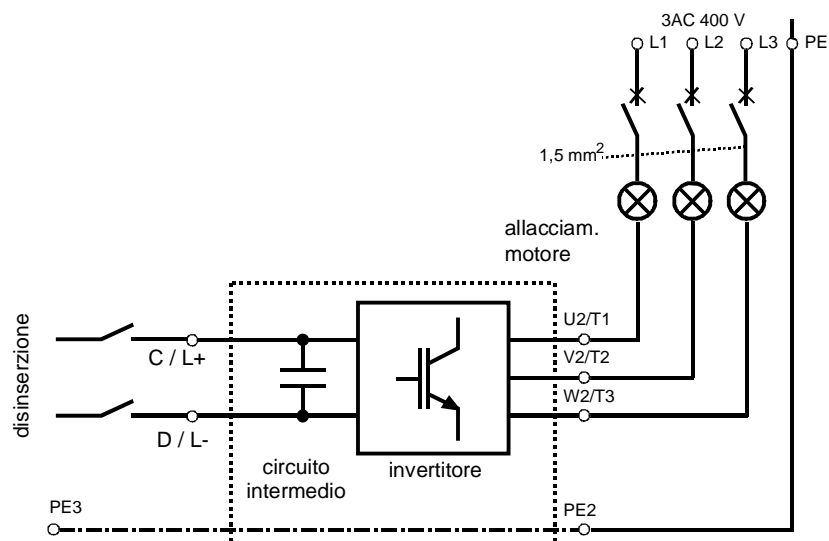 3AC 400 V
L1
L2
L3
PE
1,5 mm²
allacciam.
motore
U2/T1
V2/T2
W2/T3
disinserzione
C / L+
D / L-
circuito
intermedio
invertitore
PE3
PE2